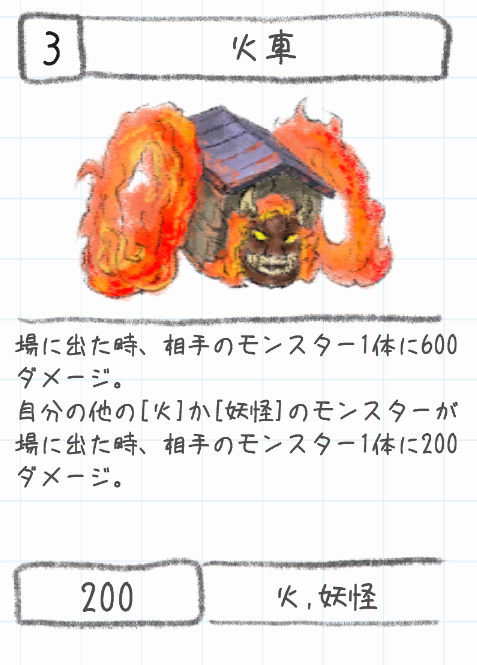 3
火車
場に出た時、相手のモンスター1体に600
ダメージ。
自分の他の[火]か[妖怪]のモンスターが
場に出た時、相手のモンスター1体に200
ダメージ。
200
火,妖怪